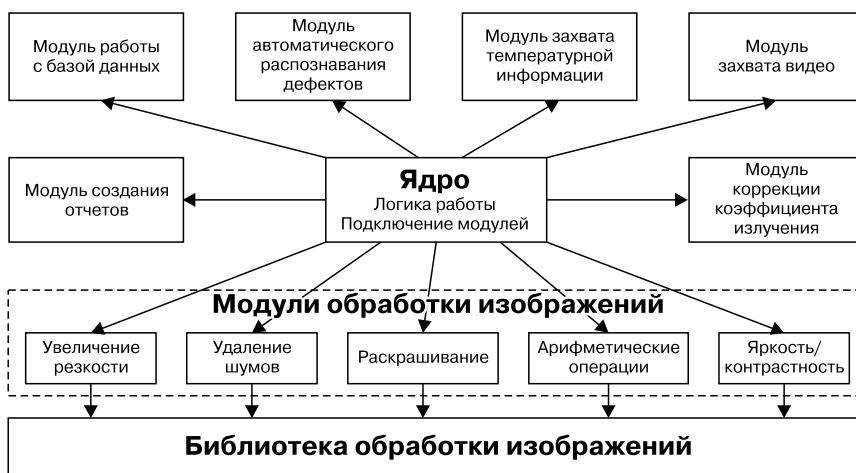 Модуль работы
с базой данных
Модуль
автоматического
распознавания
дефектов
Модуль захвата
температурной
информации
Модуль
захвата видео
Модуль создания
отчетов
Ядро
Логика работы
Подключение модулей
Модуль
коррекции
коэффициента
излучения
Модули обработки изображений
Увеличение
резкости
Удаление
шумов
Раскрашивание
Арифметические
операции
Яркость/
контрастность
Библиотека обработки изображений